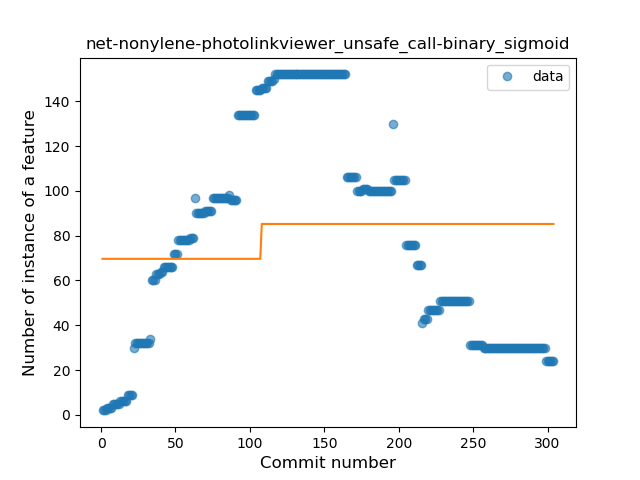 net-nonylene-photolinkviewer_unsafe_call-binary_sigmoid
data
Number of instance of a feature
140
120
100
80
60
40
20
0
0 50 100 150 200 250 300
Commit number